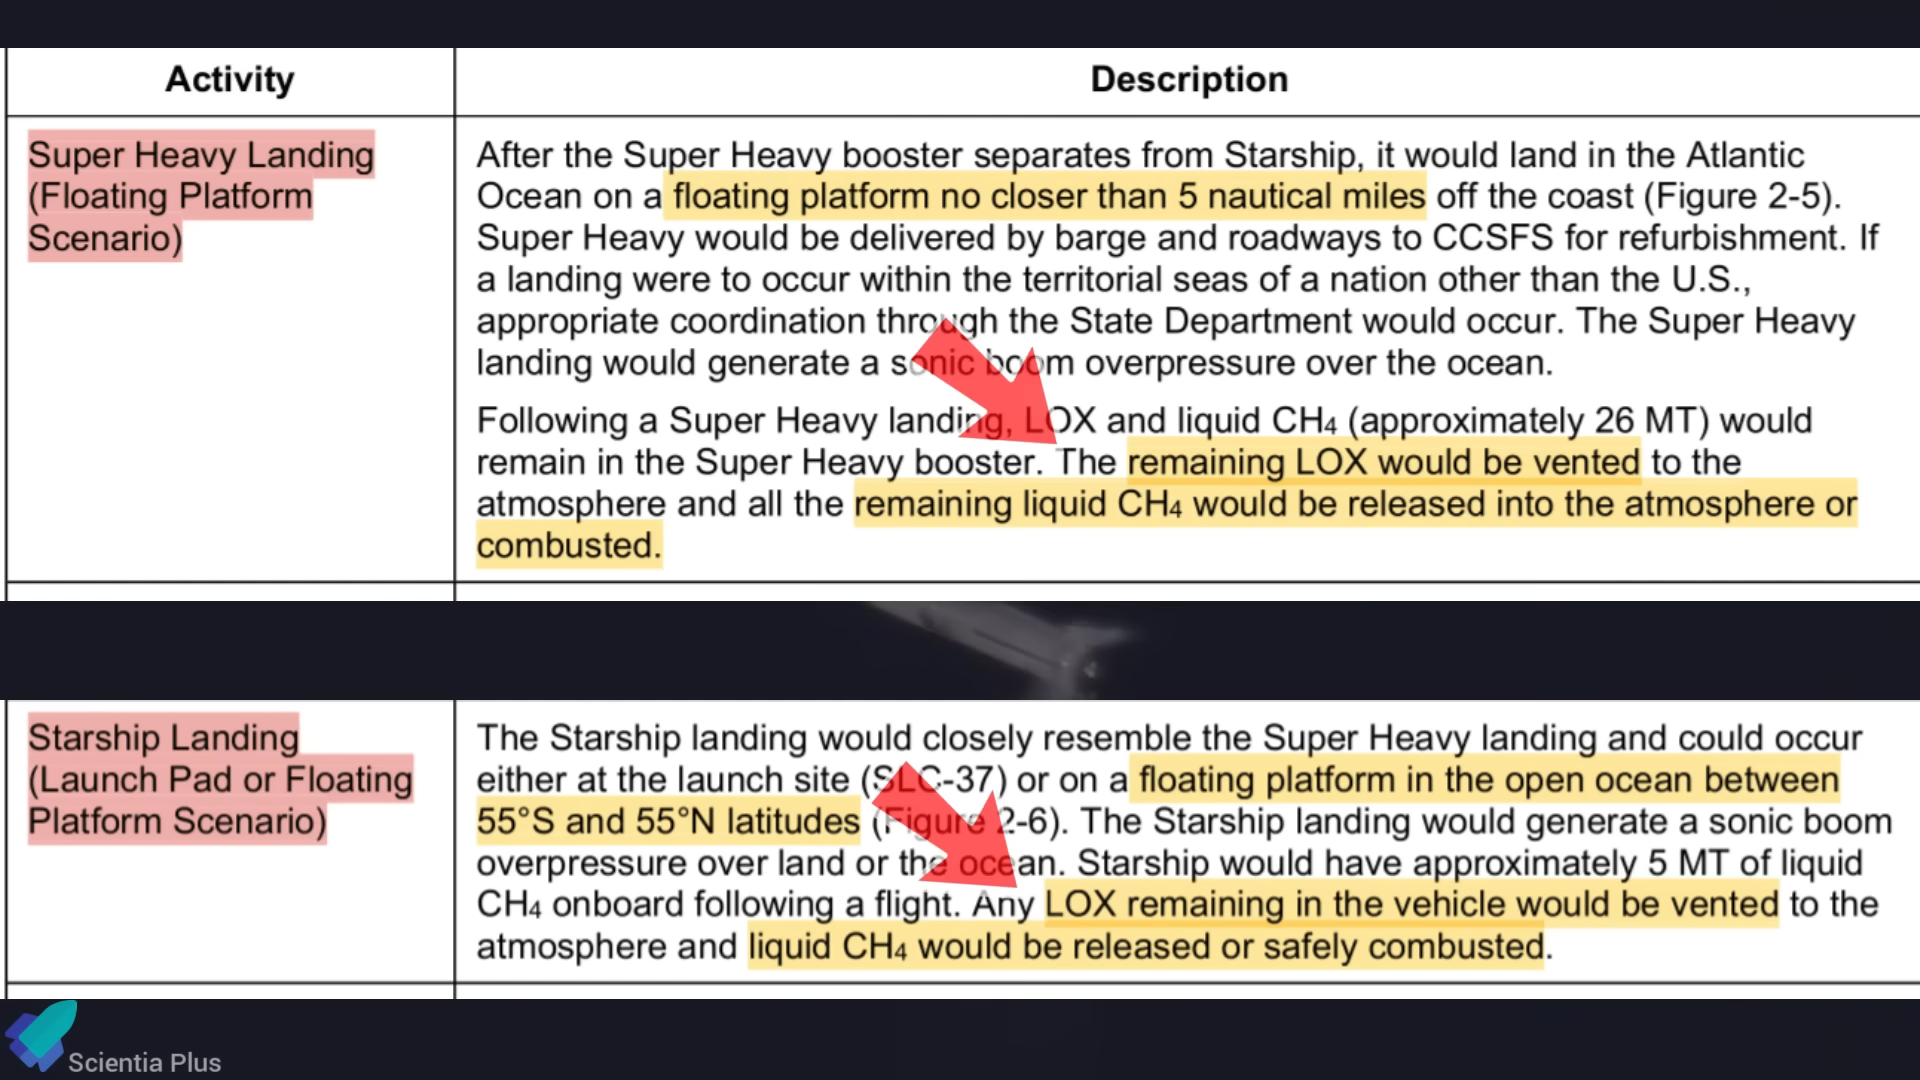 Activity
Description
Super Heavy Landing
(Floating Platform
Scenario)
After the Super Heavy booster separates from Starship, it would land in the Atlantic
Ocean on a floating platform no closer than 5 nautical miles off the coast (Figure 2-5).
Super Heavy would be delivered by barge and roadways to CCSFS for refurbishment. If
a landing were to occur within the territorial seas of a nation other than the U.S.,
appropriate coordination through the State Department would occur. The Super Heavy
landing would generate a sonic boom overpressure over the ocean.
Following a Super Heavy landing, LOX and liquid CH₄ (approximately 26 MT) would
remain in the Super Heavy booster. The remaining LOX would be vented to the
atmosphere and all the remaining liquid CH₄ would be released into the atmosphere or
combusted.
Starship Landing
(Launch Pad or Floating
Platform Scenario)
The Starship landing would closely resemble the Super Heavy landing and could occur
either at the launch site (SLC-37) or on a floating platform in the open ocean between
55°S and 55°N latitudes (Figure 2-6). The Starship landing would generate a sonic boom
overpressure over land or the ocean. Starship would have approximately 5 MT of liquid
CH₄ onboard following a flight. Any LOX remaining in the vehicle would be vented to the
atmosphere and liquid CH₄ would be released or safely combusted.
Scientia Plus